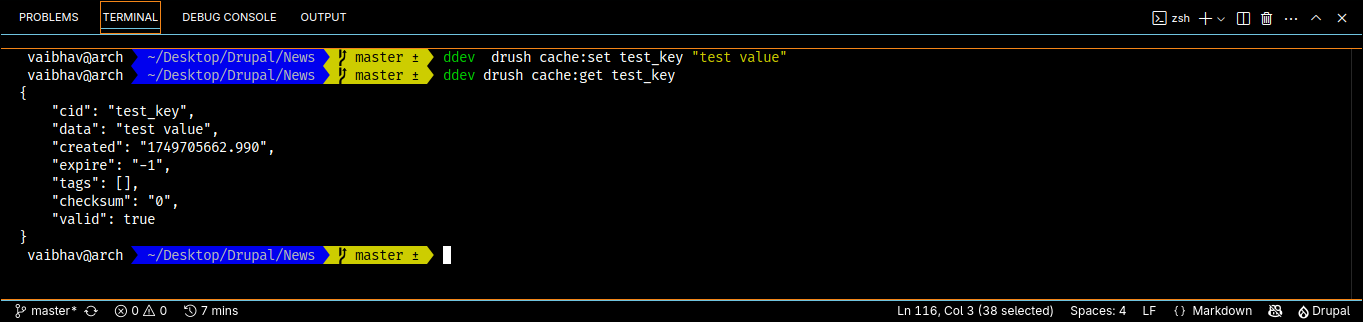 PROBLEMS TERMINAL DEBUG CONSOLE OUTPUT zsh
vaibhav@arch ~/Desktop/Drupal/News master ± ddev  drush cache:set test_key "test value"
vaibhav@arch ~/Desktop/Drupal/News master ± ddev drush cache:get test_key
{
    "cid": "test_key",
    "data": "test value",
    "created": "1749705662.990",
    "expire": "-1",
    "tags": [],
    "checksum": "0",
    "valid": true
}
vaibhav@arch ~/Desktop/Drupal/News master ±
master* 0 0 7 mins Ln 116, Col 3 (38 selected) Spaces: 4 LF {} Markdown Drupal